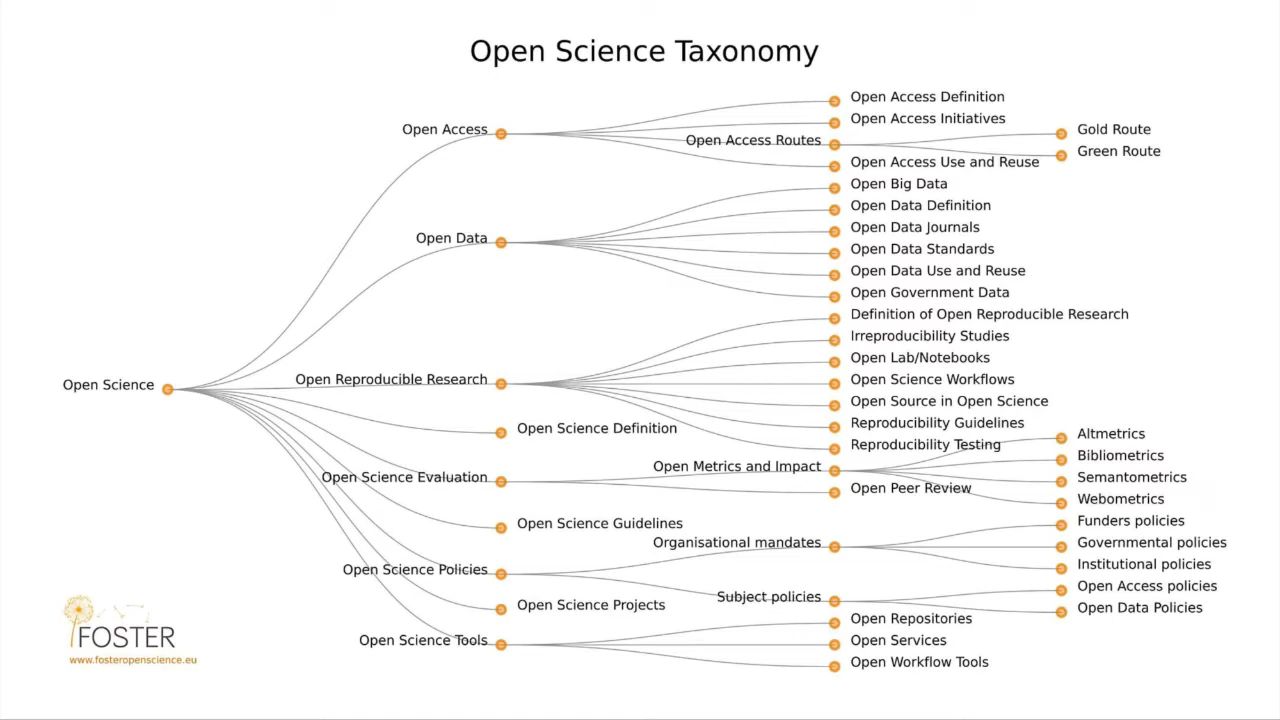 Open Science Taxonomy
Open Science
Open Access
Open Access Definition
Open Access Initiatives
Open Access Routes
Gold Route
Green Route
Open Access Use and Reuse
Open Data
Open Big Data
Open Data Definition
Open Data Journals
Open Data Standards
Open Data Use and Reuse
Open Government Data
Open Reproducible Research
Definition of Open Reproducible Research
Irreproducibility Studies
Open Lab/Notebooks
Open Science Workflows
Open Source in Open Science
Reproducibility Guidelines
Reproducibility Testing
Open Science Definition
Open Science Evaluation
Open Metrics and Impact
Altmetrics
Bibliometrics
Semantometrics
Webometrics
Open Peer Review
Open Science Guidelines
Open Science Policies
Organisational mandates
Funders policies
Governmental policies
Institutional policies
Subject policies
Open Access policies
Open Data Policies
Open Science Projects
Open Science Tools
Open Repositories
Open Services
Open Workflow Tools
FOSTER
www.fosteropenscience.eu